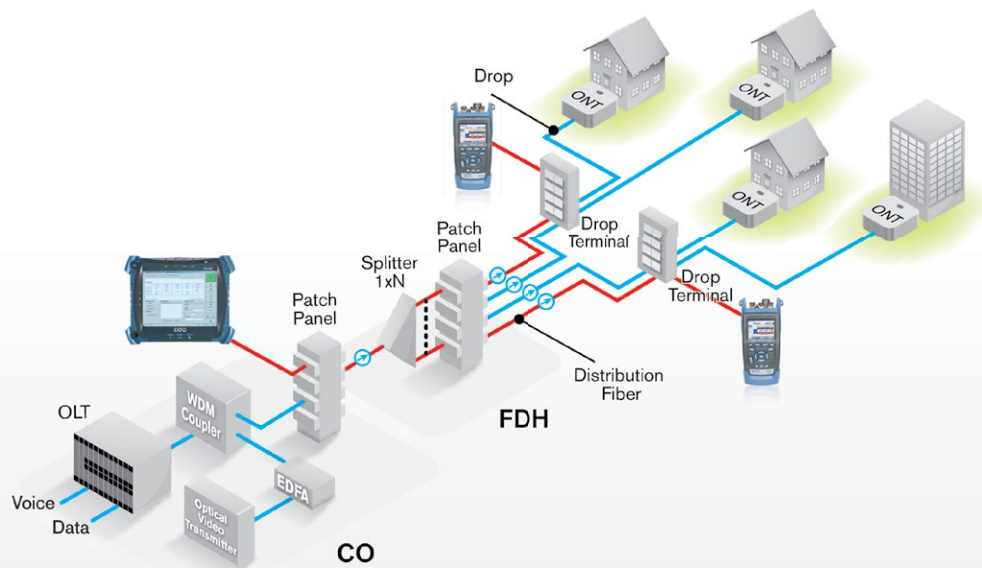 Drop
ONT
ONT
ONT
ONT
Drop
Terminal
Drop
Terminal
Patch
Panel
Splitter
1xN
Patch
Panel
EXFO
Distribution
Fiber
FDH
OLT
WDM
Coupler
EDFA
Voice
Data
Optical
Video
Transmitter
CO